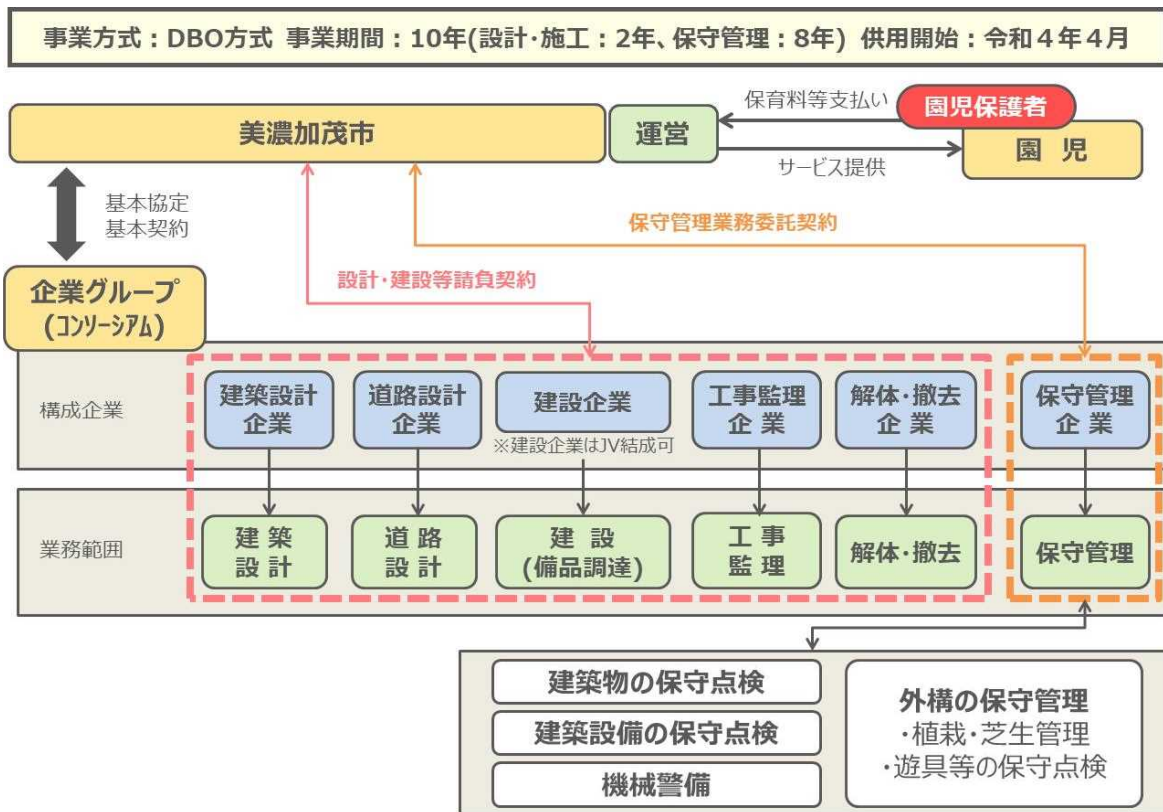 事業方式：DBO方式 事業期間：10年(設計・施工：2年、保守管理：8年) 供用開始：令和４年４月
保育料等支払い
園児保護者
美濃加茂市
運営
園 児
サービス提供
基本協定
基本契約
保守管理業務委託契約
設計・建設等請負契約
企業グループ
(コンソーシアム)
構成企業
建築設計
企業
道路設計
企業
建設企業
※建設企業はJV結成可
工事監理
企 業
解体・撤去
企 業
保守管理
企 業
業務範囲
建 築
設 計
道 路
設 計
建 設
(備品調達)
工 事
監 理
解体・撤去
保守管理
建築物の保守点検
建築設備の保守点検
機械警備
外構の保守管理
・植栽・芝生管理
・遊具等の保守点検